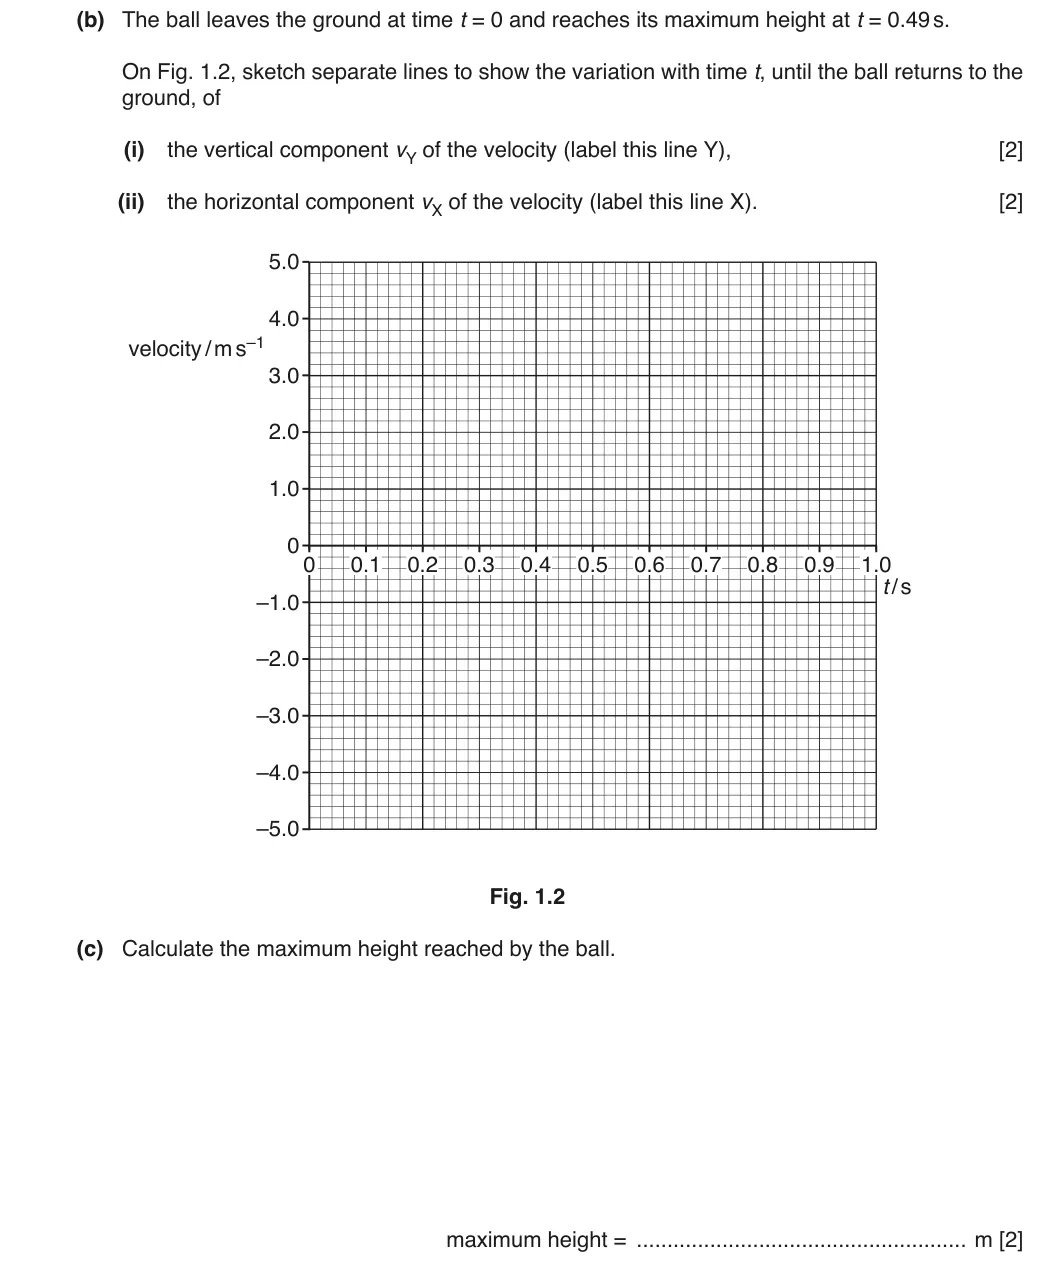 (b) The ball leaves the ground at time t = 0 and reaches its maximum height at t = 0.49 s.
On Fig. 1.2, sketch separate lines to show the variation with time t, until the ball returns to the
ground, of
(i) the vertical component vY of the velocity (label this line Y), [2]
(ii) the horizontal component vX of the velocity (label this line X). [2]
5.0
4.0
velocity / m s–1
3.0
2.0
1.0
0
0 0.1 0.2 0.3 0.4 0.5 0.6 0.7 0.8 0.9 1.0
t / s
–1.0
–2.0
–3.0
–4.0
–5.0
Fig. 1.2
(c) Calculate the maximum height reached by the ball.
maximum height = ...................................................... m [2]